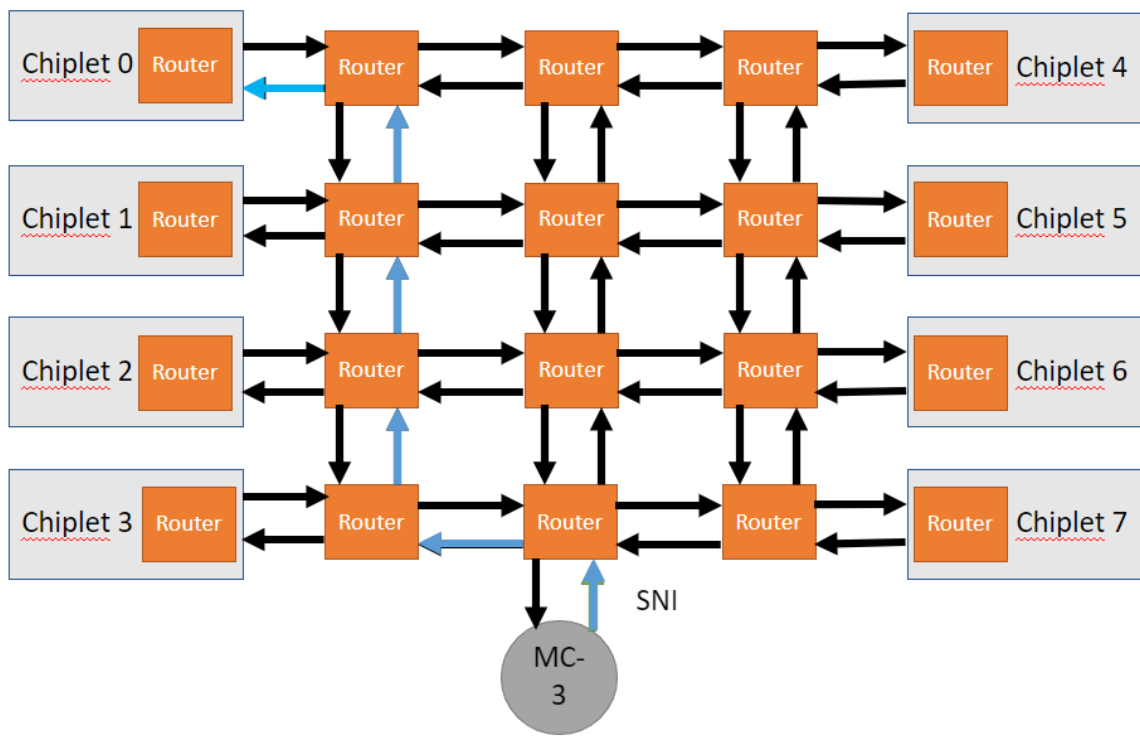 Chiplet 0 Router Router Router Router Router Chiplet 4
Chiplet 1 Router Router Router Router Router Chiplet 5
Chiplet 2 Router Router Router Router Router Chiplet 6
Chiplet 3 Router Router Router Router Router Chiplet 7
SNI
MC-
3